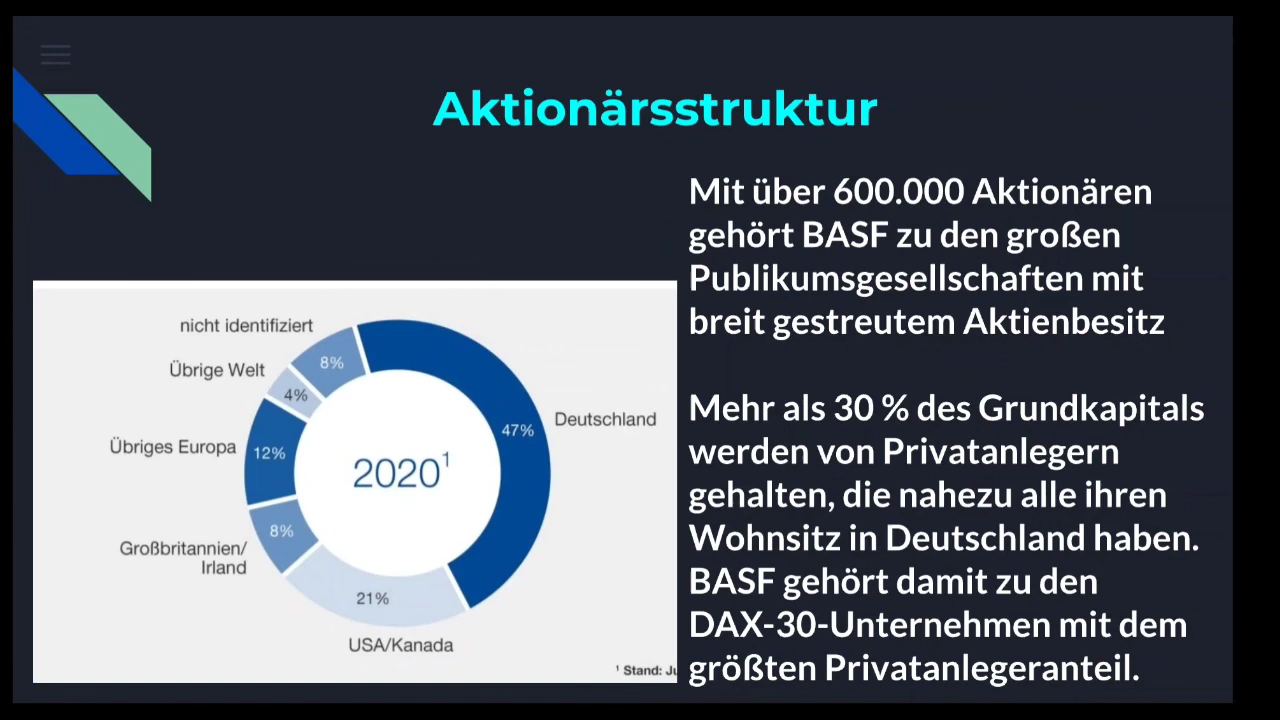 Aktionärsstruktur
Mit über 600.000 Aktionären
gehört BASF zu den großen
Publikumsgesellschaften mit
breit gestreutem Aktienbesitz
Mehr als 30 % des Grundkapitals
werden von Privatanlegern
gehalten, die nahezu alle ihren
Wohnsitz in Deutschland haben.
BASF gehört damit zu den
DAX-30-Unternehmen mit dem
größten Privatanlegeranteil.
nicht identifiziert
8%
Übrige Welt
4%
Deutschland
47%
Übriges Europa
12%
2020¹
8%
Großbritannien/
Irland
21%
USA/Kanada
¹ Stand: